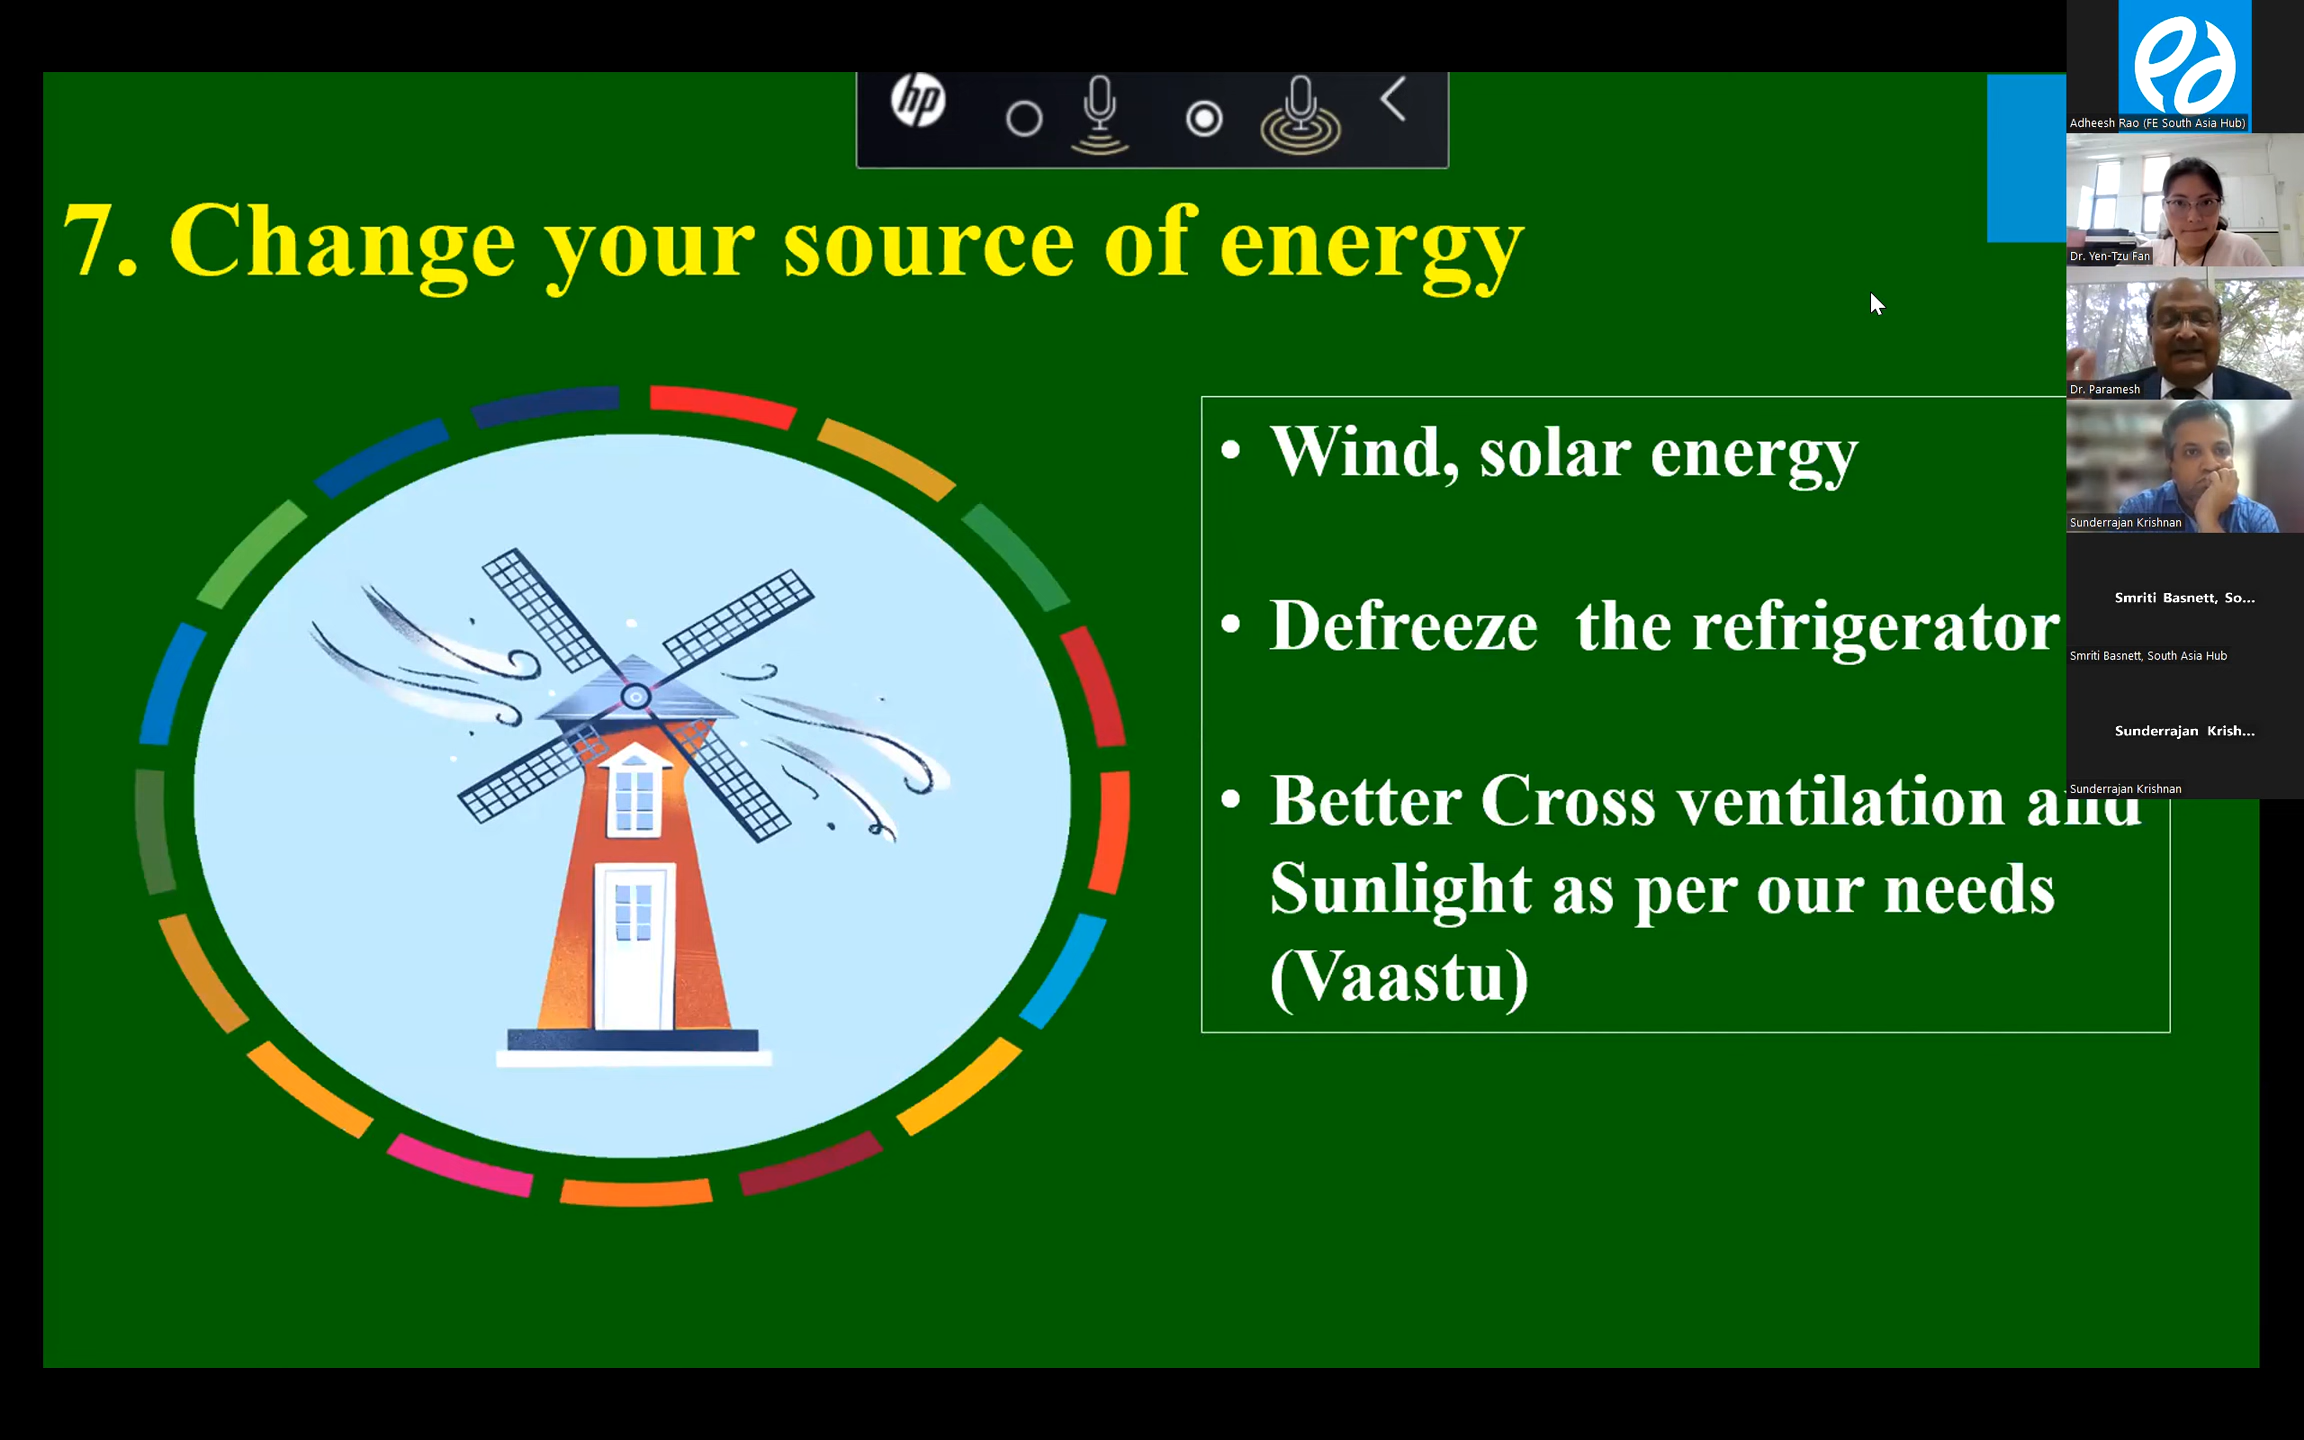 hp
7. Change your source of energy
• Wind, solar energy
• Defreeze the refrigerator
• Better Cross ventilation and
Sunlight as per our needs
(Vaastu)
Adheesh Rao (FE South Asia Hub)
Dr. Yen-Tzu Fan
Dr. Paramesh
Sunderrajan Krishnan
Smriti Basnett, So...
Smriti Basnett, South Asia Hub
Sunderrajan Krish...
Sunderrajan Krishnan